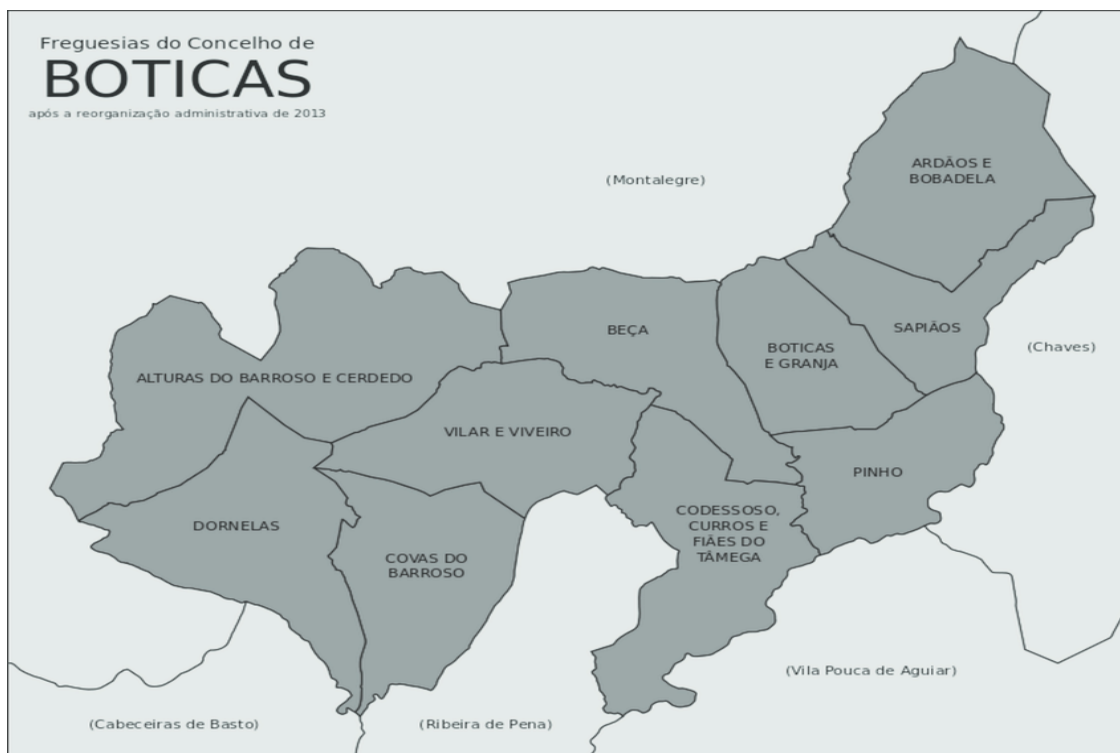 Freguesias do Concelho de
BOTICAS
após a reorganização administrativa de 2013
(Montalegre)
ARDÃOS E
BOBADELA
SAPIÃOS
(Chaves)
BEÇA
BOTICAS
E GRANJA
ALTURAS DO BARROSO E CERDEDO
VILAR E VIVEIRO
PINHO
DORNELAS
CODESSOSO,
CURROS E
FIÃES DO
TÂMEGA
COVAS DO
BARROSO
(Vila Pouca de Aguiar)
(Cabeceiras de Basto)
(Ribeira de Pena)